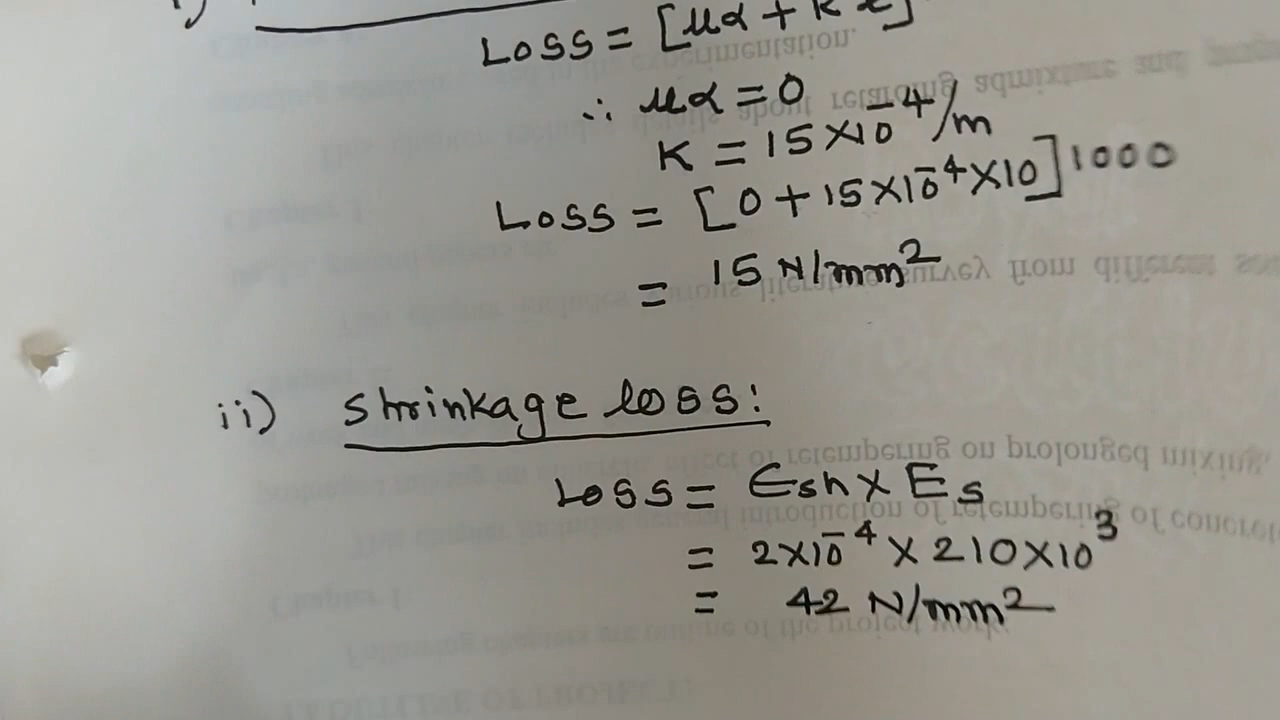 i)
Loss = [μα + Kx]
∴ μα = 0
K = 15×10⁻⁴/m
Loss = [0 + 15×10⁻⁴×10]1000
= 15 N/mm²
ii) Shrinkage loss:
Loss = Єsh × Es
= 2×10⁻⁴ × 210×10³
= 42 N/mm²